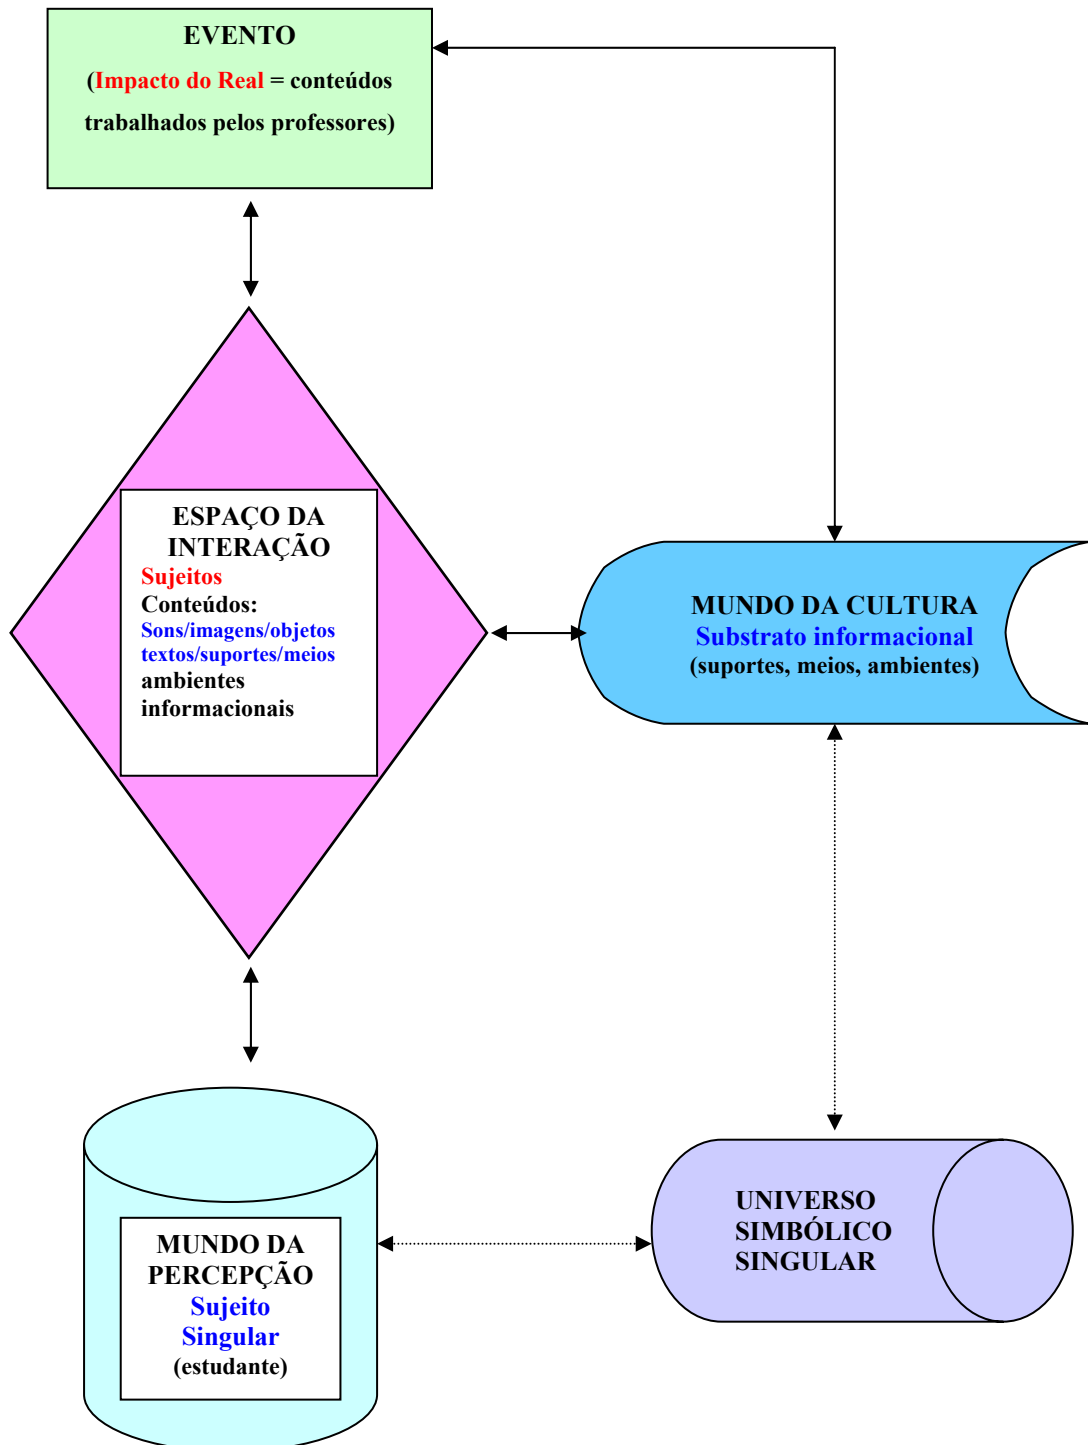 EVENTO
(Impacto do Real = conteúdos
trabalhados pelos professores)
ESPAÇO DA
INTERAÇÃO
Sujeitos
Conteúdos:
Sons/imagens/objetos
textos/suportes/meios
ambientes
informacionais
MUNDO DA CULTURA
Substrato informacional
(suportes, meios, ambientes)
MUNDO DA
PERCEPÇÃO
Sujeito
Singular
(estudante)
UNIVERSO
SIMBÓLICO
SINGULAR